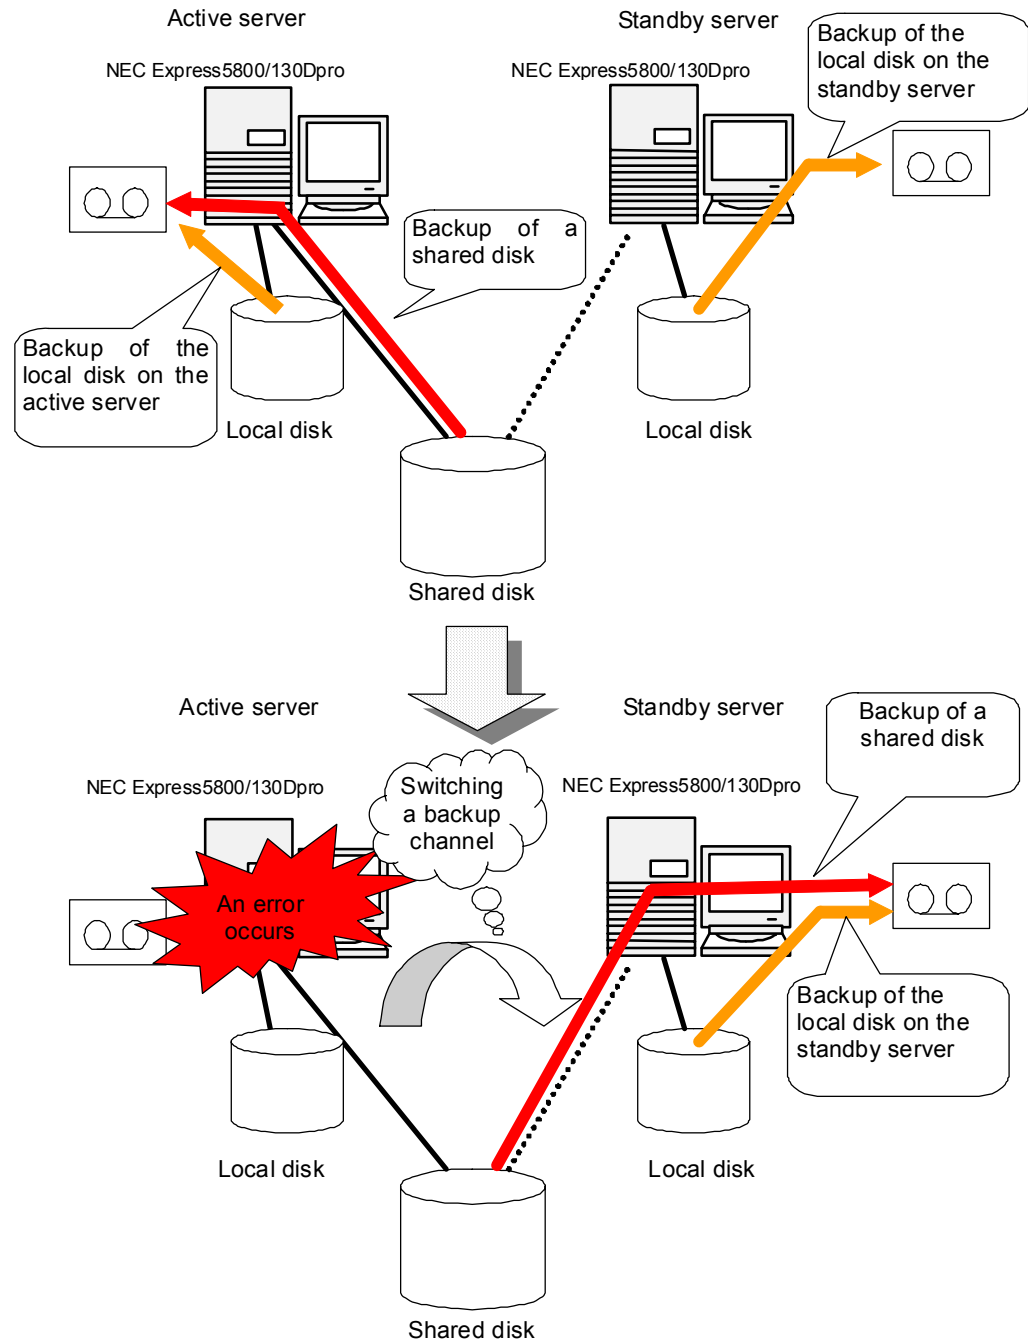 Active server
Standby server
NEC Express5800/130Dpro
NEC Express5800/130Dpro
Backup of the
local disk on the
standby server
Backup of a
shared disk
Backup of the
local disk on the
active server
Local disk
Local disk
Shared disk
Active server
Standby server
NEC Express5800/130Dpro
NEC Express5800/130Dpro
Switching
a backup
channel
Backup of a
shared disk
An error
occurs
Backup of the
local disk on the
standby server
Local disk
Local disk
Shared disk